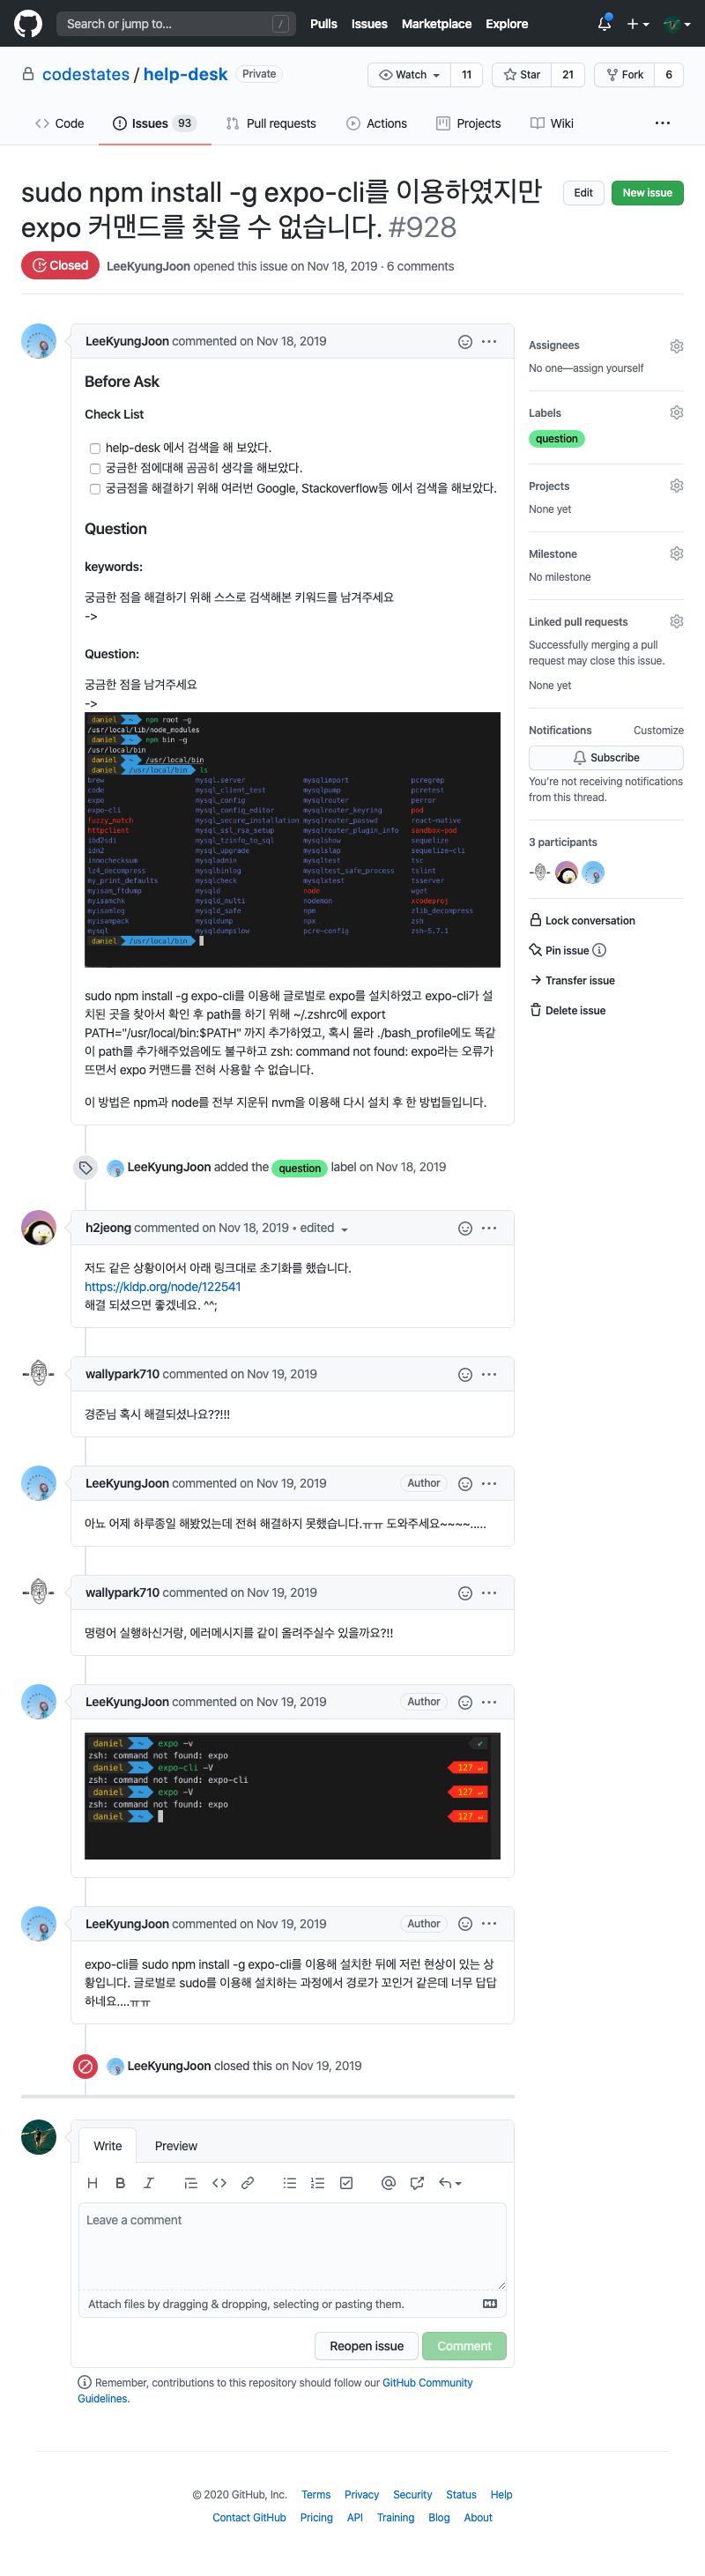 Search or jump to...
/
Pulls
Issues
Marketplace
Explore
codestates / help-desk
Private
Watch
11
Star
21
Fork
6
Code
Issues 93
Pull requests
Actions
Projects
Wiki
sudo npm install -g expo-cli를 이용하였지만
expo 커맨드를 찾을 수 없습니다. #928
Edit
New issue
Closed
LeeKyungJoon opened this issue on Nov 18, 2019 · 6 comments
LeeKyungJoon commented on Nov 18, 2019
Before Ask
Check List
help-desk 에서 검색을 해 보았다.
궁금한 점에대해 곰곰히 생각을 해보았다.
궁금점을 해결하기 위해 여러번 Google, Stackoverflow등 에서 검색을 해보았다.
Question
keywords:
궁금한 점을 해결하기 위해 스스로 검색해본 키워드를 남겨주세요
->
Question:
궁금한 점을 남겨주세요
->
daniel ~ npm root -g
/usr/local/lib/node_modules
daniel ~ npm bin -g
/usr/local/bin
daniel ~ /usr/local/bin
daniel /usr/local/bin ls
brew mysql.server mysqlimport pcregrep
code mysql_client_test mysqlpump pcretest
expo mysql_config mysqlrouter perror
expo-cli mysql_config_editor mysqlrouter_keyring pod
fuzzy_match mysql_secure_installation mysqlrouter_passwd react-native
httpclient mysql_ssl_rsa_setup mysqlrouter_plugin_info sandbox-pod
ibd2sdi mysql_tzinfo_to_sql mysqlshow sequelize
idn2 mysql_upgrade mysqlslap sequelize-cli
innochecksum mysqladmin mysqltest tsc
lz4_decompress mysqlbinlog mysqltest_safe_process tslint
my_print_defaults mysqlcheck mysqlxtest tsserver
myisam_ftdump mysqld node wget
myisamchk mysqld_multi nodemon xcodeproj
myisamlog mysqld_safe npm zlib_decompress
myisampack mysqldump npx zsh
mysql mysqldumpslow pcre-config zsh-5.7.1
daniel /usr/local/bin
sudo npm install -g expo-cli를 이용해 글로벌로 expo를 설치하였고 expo-cli가 설
치된 곳을 찾아서 확인 후 path를 하기 위해 ~/.zshrc에 export
PATH="/usr/local/bin:$PATH" 까지 추가하였고, 혹시 몰라 ./bash_profile에도 똑같
이 path를 추가해주었음에도 불구하고 zsh: command not found: expo라는 오류가
뜨면서 expo 커맨드를 전혀 사용할 수 없습니다.
이 방법은 npm과 node를 전부 지운뒤 nvm을 이용해 다시 설치 후 한 방법들입니다.
Assignees
No one—assign yourself
Labels
question
Projects
None yet
Milestone
No milestone
Linked pull requests
Successfully merging a pull
request may close this issue.
None yet
Notifications
Customize
Subscribe
You're not receiving notifications
from this thread.
3 participants
Lock conversation
Pin issue
Transfer issue
Delete issue
LeeKyungJoon added the question label on Nov 18, 2019
h2jeong commented on Nov 18, 2019 • edited
저도 같은 상황이어서 아래 링크대로 초기화를 했습니다.
https://kldp.org/node/122541
해결 되셨으면 좋겠네요. ^^;
wallypark710 commented on Nov 19, 2019
경준님 혹시 해결되셨나요??!!!
LeeKyungJoon commented on Nov 19, 2019
Author
아뇨 어제 하루종일 해봤었는데 전혀 해결하지 못했습니다.ㅠㅠ 도와주세요~~~~.....
wallypark710 commented on Nov 19, 2019
명령어 실행하신거랑, 에러메시지를 같이 올려주실수 있을까요?!!
LeeKyungJoon commented on Nov 19, 2019
Author
daniel ~ expo -v ✓
zsh: command not found: expo
daniel ~ expo-cli -V 127 ↵
zsh: command not found: expo-cli
daniel ~ expo -V 127 ↵
zsh: command not found: expo
daniel ~ 127 ↵
LeeKyungJoon commented on Nov 19, 2019
Author
expo-cli를 sudo npm install -g expo-cli를 이용해 설치한 뒤에 저런 현상이 있는 상
황입니다. 글로벌로 sudo를 이용해 설치하는 과정에서 경로가 꼬인거 같은데 너무 답답
하네요....ㅠㅠ
LeeKyungJoon closed this on Nov 19, 2019
Write
Preview
Leave a comment
Attach files by dragging & dropping, selecting or pasting them.
Reopen issue
Comment
Remember, contributions to this repository should follow our GitHub Community
Guidelines.
© 2020 GitHub, Inc.
Terms
Privacy
Security
Status
Help
Contact GitHub
Pricing
API
Training
Blog
About